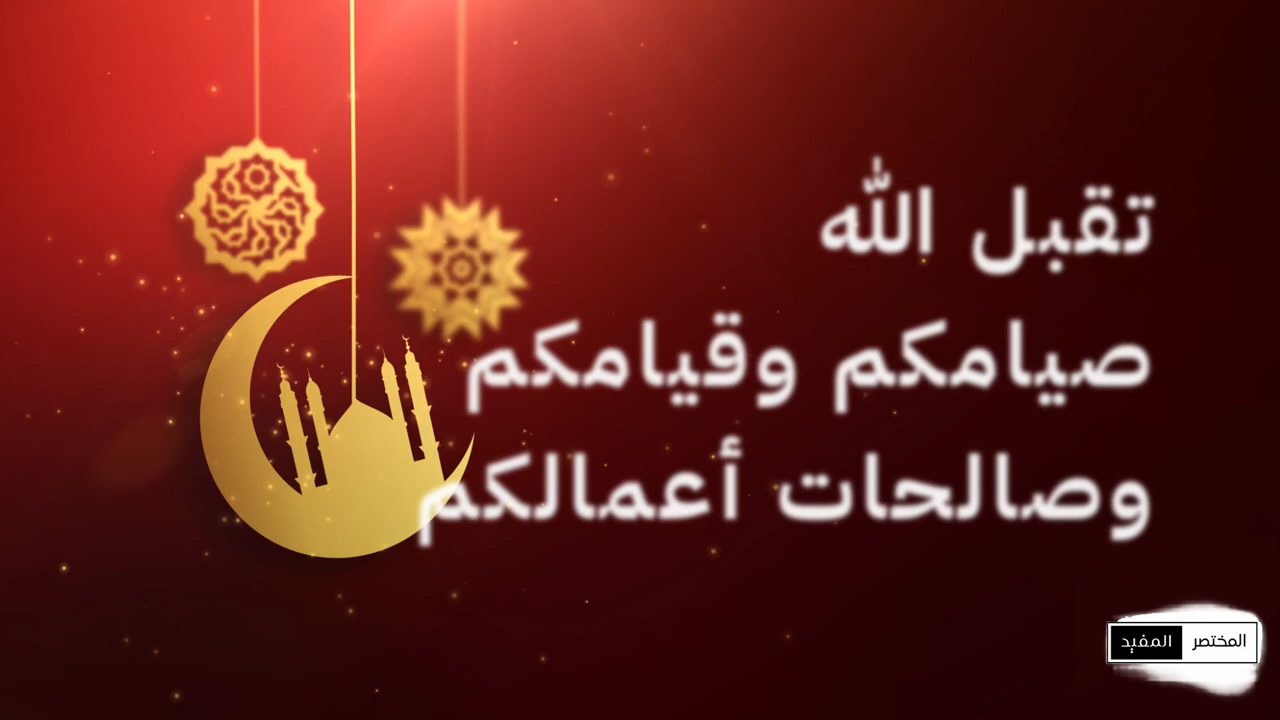 تقبل الله
صيامكم وقيامكم
وصالحات أعمالكم
المختصر المفيد